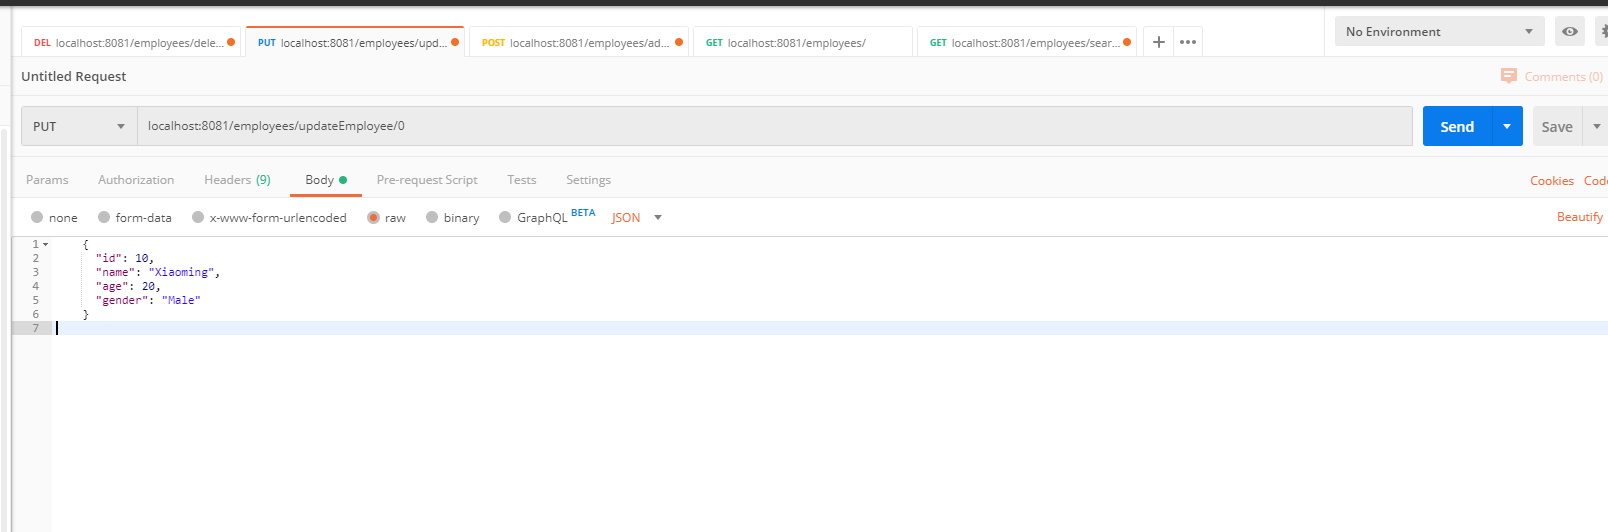 DEL localhost:8081/employees/dele... PUT localhost:8081/employees/upd... POST localhost:8081/employees/ad... GET localhost:8081/employees/ GET localhost:8081/employees/sear... + ••• No Environment
Untitled Request Comments (0)
PUT localhost:8081/employees/updateEmployee/0 Send Save
Params Authorization Headers (9) Body Pre-request Script Tests Settings Cookies Code
none form-data x-www-form-urlencoded raw binary GraphQL BETA JSON Beautify
1 {
2 "id": 10,
3 "name": "Xiaoming",
4 "age": 20,
5 "gender": "Male"
6 }
7